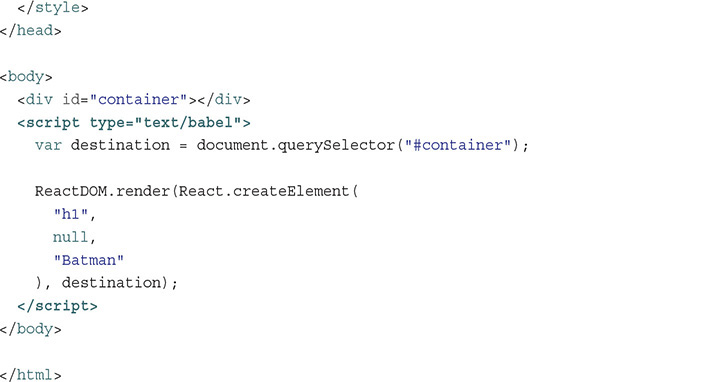 </style>
</head>
<body>
<div id="container"></div>
<script type="text/babel">
var destination = document.querySelector("#container");
ReactDOM.render(React.createElement(
"h1",
null,
"Batman"
), destination);
</script>
</body>
</html>